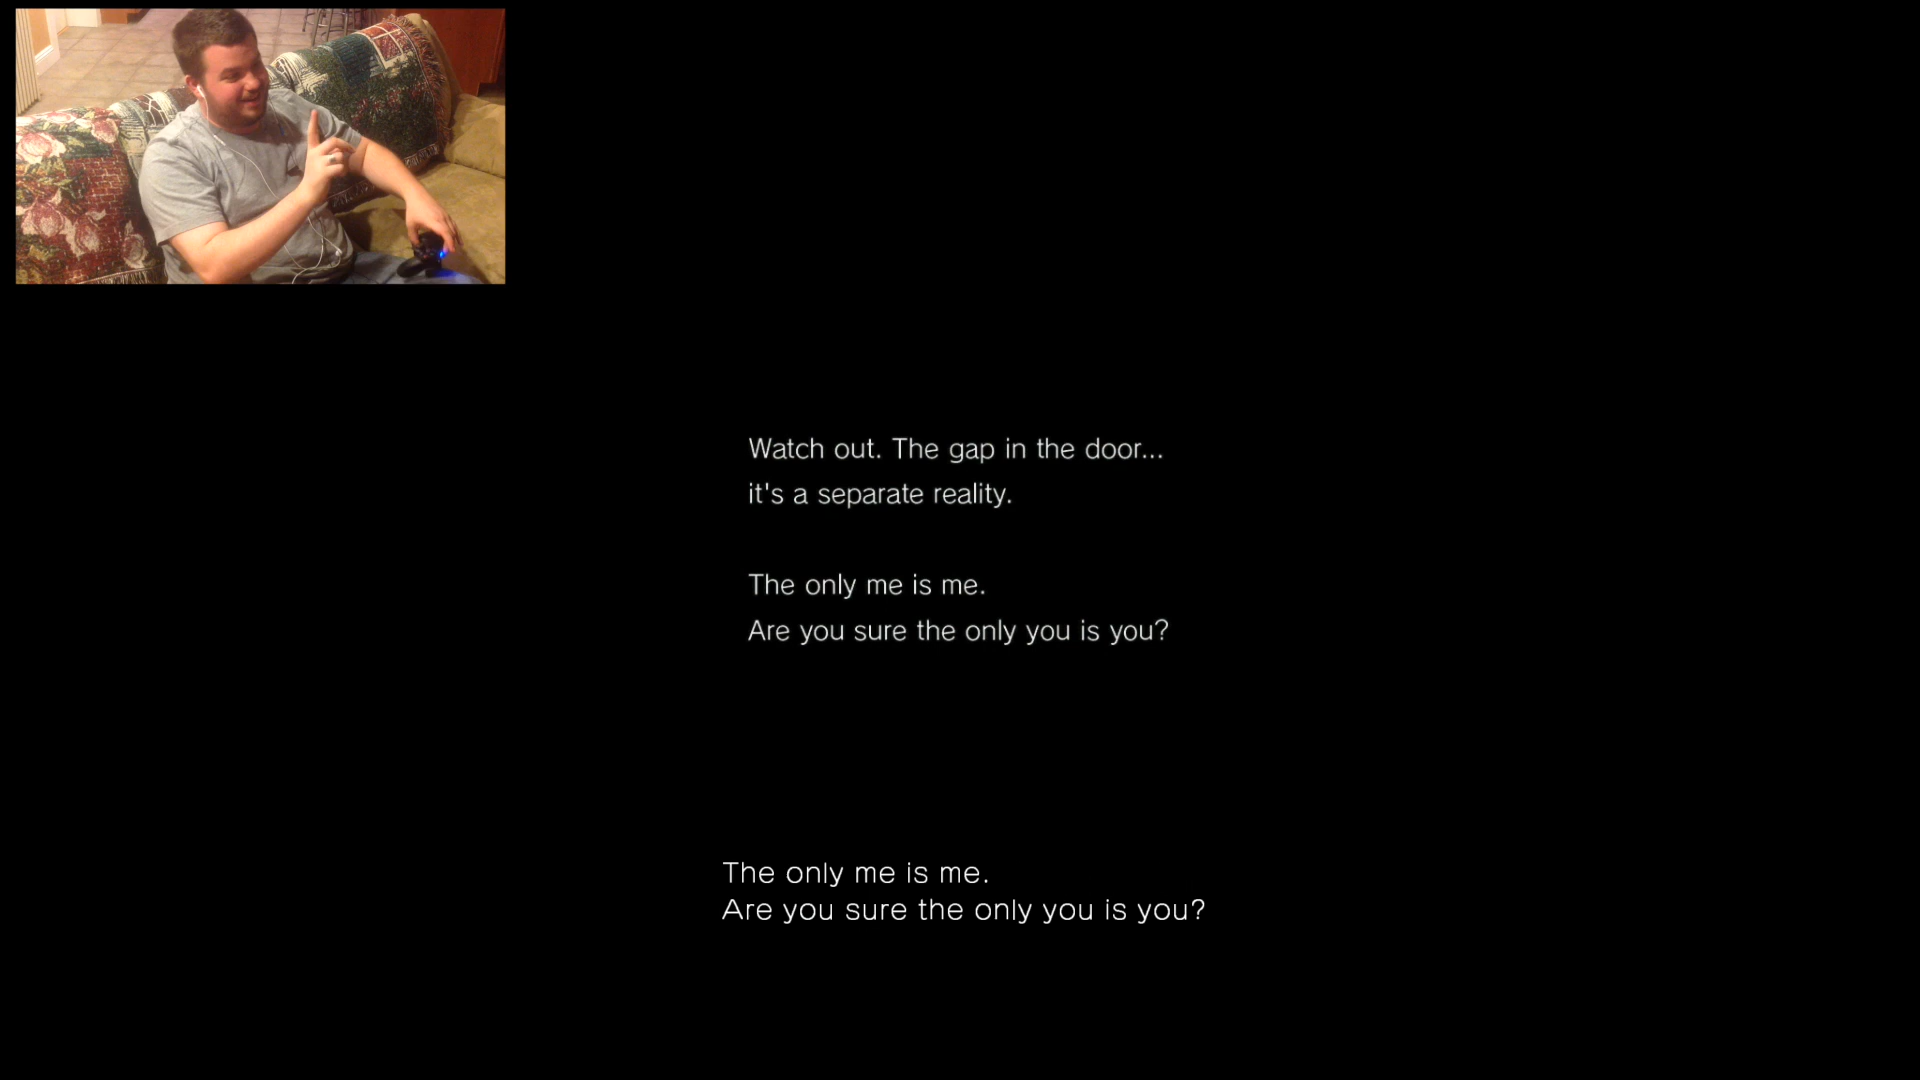 Watch out. The gap in the door...
it's a separate reality.
The only me is me.
Are you sure the only you is you?
The only me is me.
Are you sure the only you is you?